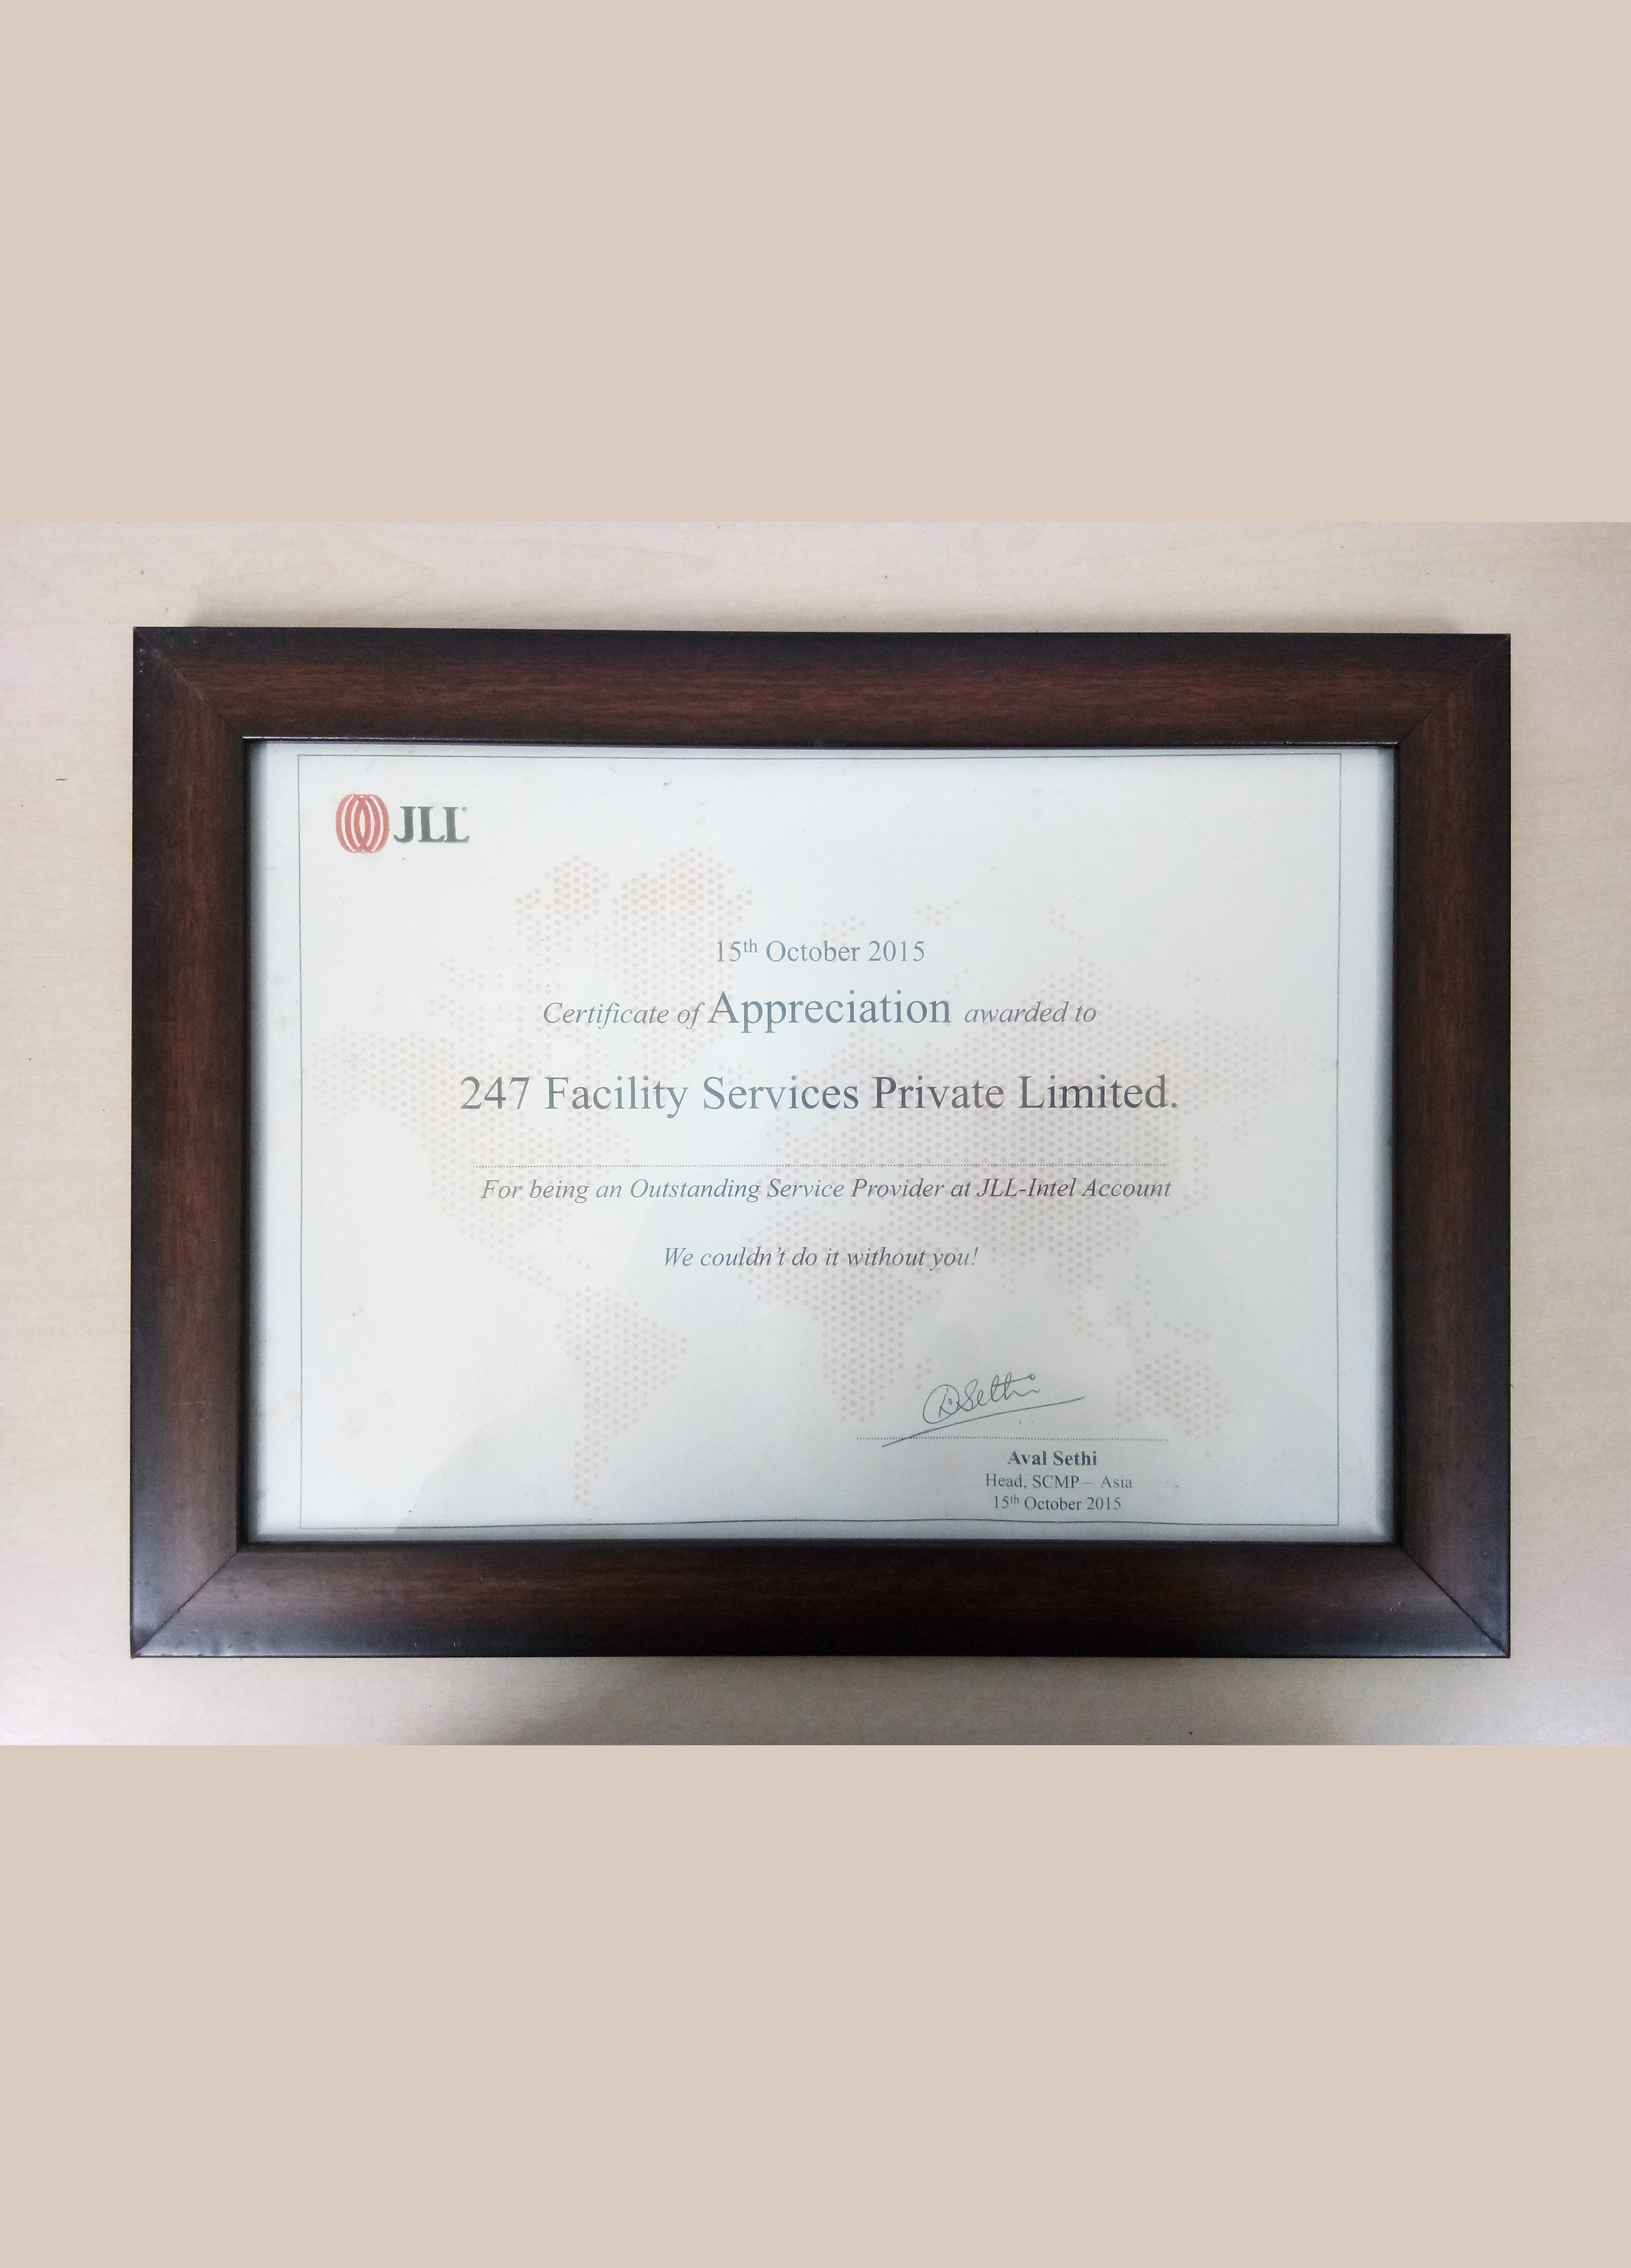 JLL®
15th October 2015
Certificate of Appreciation awarded to
247 Facility Services Private Limited.
For being an Outstanding Service Provider at JLL-Intel Account
We couldn't do it without you!
ASethi
Aval Sethi
Head, SCMP – Asia
15th October 2015